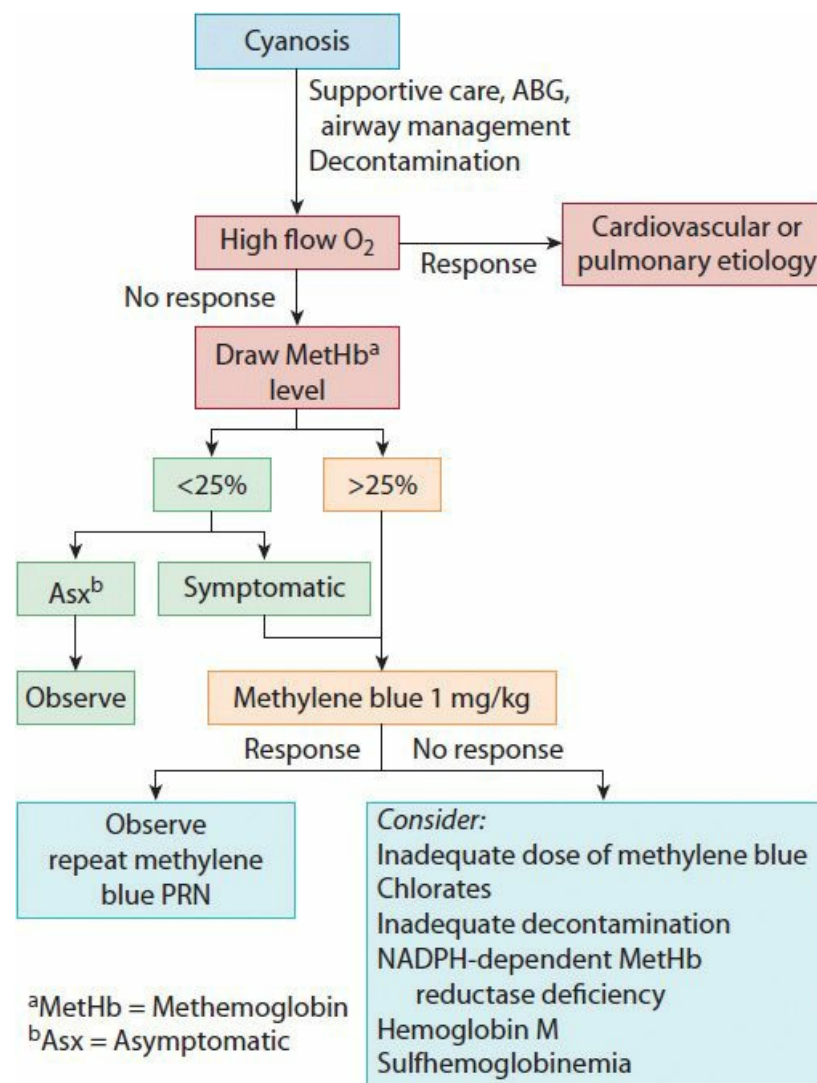 Cyanosis
Supportive care, ABG,
airway management
Decontamination
High flow O₂
Response
Cardiovascular or
pulmonary etiology
No response
Draw MetHbᵃ
level
<25%
>25%
Asxᵇ
Symptomatic
Observe
Methylene blue 1 mg/kg
Response
No response
Observe
repeat methylene
blue PRN
Consider:
Inadequate dose of methylene blue
Chlorates
Inadequate decontamination
NADPH-dependent MetHb
reductase deficiency
Hemoglobin M
Sulfhemoglobinemia
ᵃMetHb = Methemoglobin
ᵇAsx = Asymptomatic